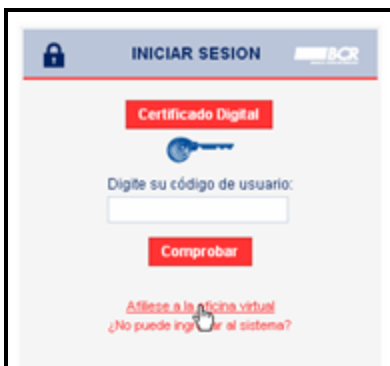 INICIAR SESION
BCR
Certificado Digital
Digite su código de usuario:
Comprobar
Afíliese a la oficina virtual
¿No puede ingresar al sistema?